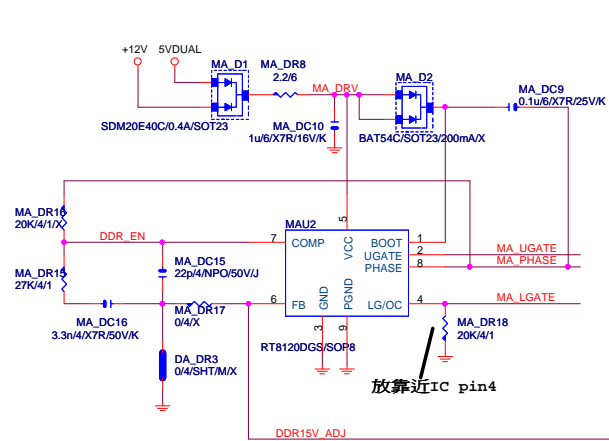 +12V
5VDUAL
MA_D1
MA_DR8
2.2/6
MA_DRV
MA_D2
MA_DC9
0.1u/6/X7R/25V/K
SDM20E40C/0.4A/SOT23
MA_DC10
1u/6/X7R/16V/K
BAT54C/SOT23/200mA/X
MA_DR16
20K/4/1/X
DDR_EN
MAU2
5
7
COMP
VCC
BOOT
1
UGATE
2
MA_UGATE
PHASE
8
MA_PHASE
MA_DR15
27K/4/1
MA_DC15
22p/4/NPO/50V/J
6
FB
GND
PGND
LG/OC
4
MA_LGATE
MA_DR17
0/4/X
MA_DC16
3.3n/4/X7R/50V/K
3
9
MA_DR18
20K/4/1
RT8120DGS/SOP8
DA_DR3
0/4/SHT/M/X
放靠近IC pin4
DDR15V_ADJ